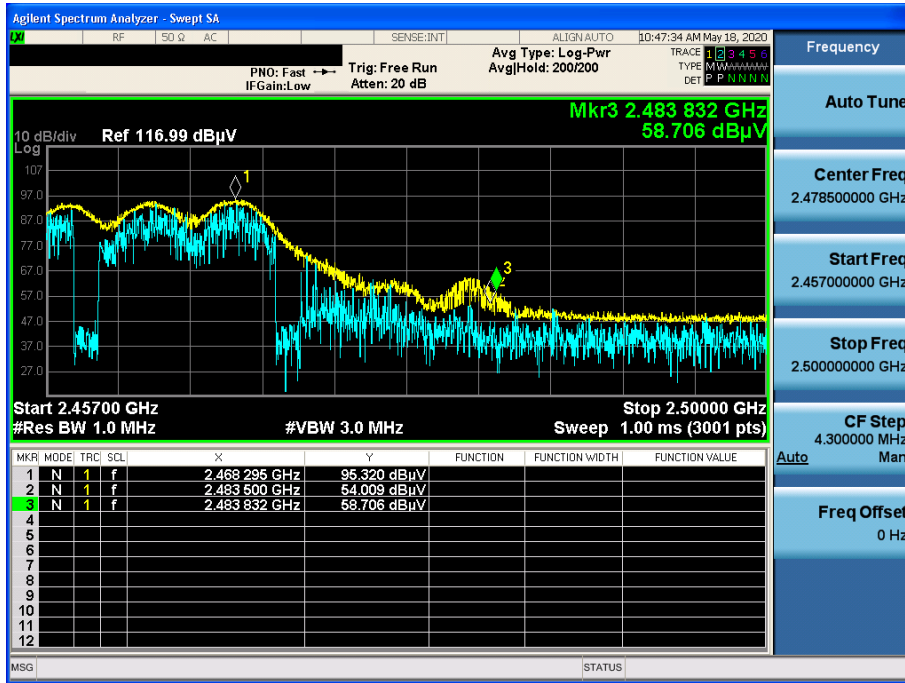 Agilent Spectrum Analyzer - Swept SA
LXI RF 50 Ω AC SENSE:INT ALIGN AUTO 10:47:34 AM May 18, 2020
PNO: Fast
IFGain:Low
Trig: Free Run
Atten: 20 dB
Avg Type: Log-Pwr
Avg|Hold: 200/200
TRACE 1 2 3 4 5 6
TYPE M W
DET P P N N N N
Mkr3 2.483 832 GHz
58.706 dBµV
10 dB/div Ref 116.99 dBµV
Log
107
97.0
87.0
77.0
67.0
57.0
47.0
37.0
27.0
1
3
2
Start 2.45700 GHz Stop 2.50000 GHz
#Res BW 1.0 MHz #VBW 3.0 MHz Sweep 1.00 ms (3001 pts)
MKR MODE TRC SCL X Y FUNCTION FUNCTION WIDTH FUNCTION VALUE
1 N 1 f 2.468 295 GHz 95.320 dBµV
2 N 1 f 2.483 500 GHz 54.009 dBµV
3 N 1 f 2.483 832 GHz 58.706 dBµV
4
5
6
7
8
9
10
11
12
MSG STATUS
Frequency
Auto Tune
Center Freq
2.478500000 GHz
Start Freq
2.457000000 GHz
Stop Freq
2.500000000 GHz
CF Step
4.300000 MHz
Auto Man
Freq Offset
0 Hz